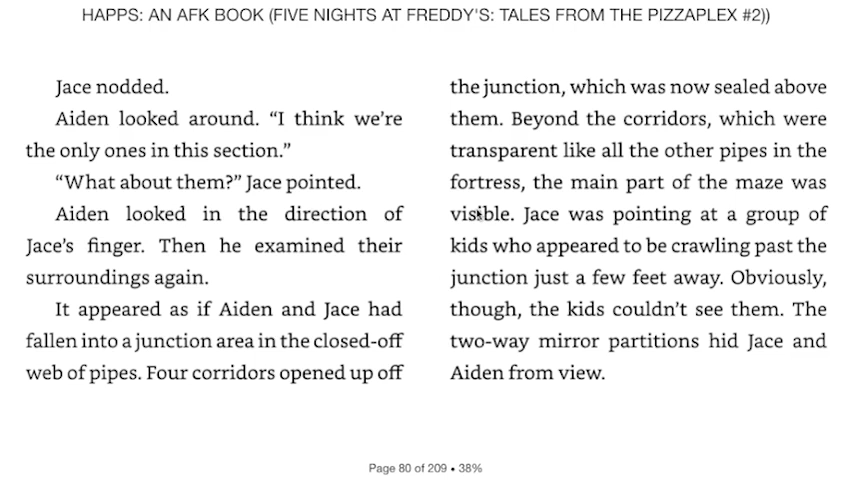 HAPPS: AN AFK BOOK (FIVE NIGHTS AT FREDDY'S: TALES FROM THE PIZZAPLEX #2))
Jace nodded.
Aiden looked around. “I think we’re
the only ones in this section.”
“What about them?” Jace pointed.
Aiden looked in the direction of
Jace’s finger. Then he examined their
surroundings again.
It appeared as if Aiden and Jace had
fallen into a junction area in the closed-off
web of pipes. Four corridors opened up off
the junction, which was now sealed above
them. Beyond the corridors, which were
transparent like all the other pipes in the
fortress, the main part of the maze was
visible. Jace was pointing at a group of
kids who appeared to be crawling past the
junction just a few feet away. Obviously,
though, the kids couldn’t see them. The
two-way mirror partitions hid Jace and
Aiden from view.
Page 80 of 209 • 38%